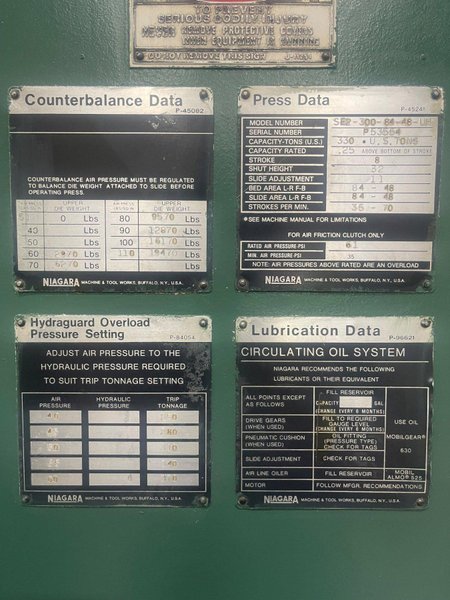 TO PREVENT
SERIOUS BODILY INJURY
NEVER REMOVE PROTECTIVE COVERS
WHEN EQUIPMENT IS RUNNING
DO NOT REMOVE THIS SIGN
Counterbalance Data
P-45082
COUNTERBALANCE AIR PRESSURE MUST BE REGULATED
TO BALANCE DIE WEIGHT ATTACHED TO SLIDE BEFORE
OPERATING PRESS.
AIR PRESS UPPER DIE WEIGHT AIR PRESS UPPER DIE WEIGHT
0 Lbs 80 9570 Lbs
40 Lbs 90 12870 Lbs
50 Lbs 100 16170 Lbs
60 2970 Lbs 110 19470 Lbs
70 6270 Lbs Lbs
NIAGARA MACHINE & TOOL WORKS, BUFFALO, N.Y., U.S.A.
Press Data
P-45241
MODEL NUMBER SE2-300-84-48-UB
SERIAL NUMBER P53564
CAPACITY-TONS (U.S.) 330 U.S. TONS
CAPACITY RATED .25 ABOVE BOTTOM OF STROKE
STROKE 8
SHUT HEIGHT 32
SLIDE ADJUSTMENT 11
BED AREA L-R F-B 84 - 48
SLIDE AREA L-R F-B 84 - 48
STROKES PER MIN. 35 - 70
SEE MACHINE MANUAL FOR LIMITATIONS
FOR AIR FRICTION CLUTCH ONLY
RATED AIR PRESSURE-PSI 61
MIN. AIR PRESSURE-PSI 35
NOTE: AIR PRESSURES ABOVE RATED ARE AN OVERLOAD
NIAGARA MACHINE & TOOL WORKS, BUFFALO, N.Y., U.S.A.
Hydraguard Overload
Pressure Setting
P-84054
ADJUST AIR PRESSURE TO THE
HYDRAULIC PRESSURE REQUIRED
TO SUIT TRIP TONNAGE SETTING
AIR PRESSURE HYDRAULIC PRESSURE TRIP TONNAGE
NIAGARA MACHINE & TOOL WORKS, BUFFALO, N.Y., U.S.A.
Lubrication Data
P-96621
CIRCULATING OIL SYSTEM
NIAGARA RECOMMENDS THE FOLLOWING
LUBRICANTS OR THEIR EQUIVALENT
ALL POINTS EXCEPT AS FOLLOWS FILL RESERVOIR CAPACITY GAL (CHANGE EVERY 6 MONTHS)
DRIVE GEARS (WHEN USED) FILL TO REQUIRED GAUGE LEVEL (CHANGE EVERY 6 MONTHS) USE OIL
PNEUMATIC CUSHION (WHEN USED) OIL FITTING (PRESSURE TYPE) CHECK FOR TAGS MOBILGEAR 630
SLIDE ADJUSTMENT CHECK FOR TAGS
AIR LINE OILER FILL RESERVOIR MOBIL ALMO 525
MOTOR FOLLOW MFGR. RECOMMENDATIONS
NIAGARA MACHINE & TOOL WORKS, BUFFALO, N.Y., U.S.A.